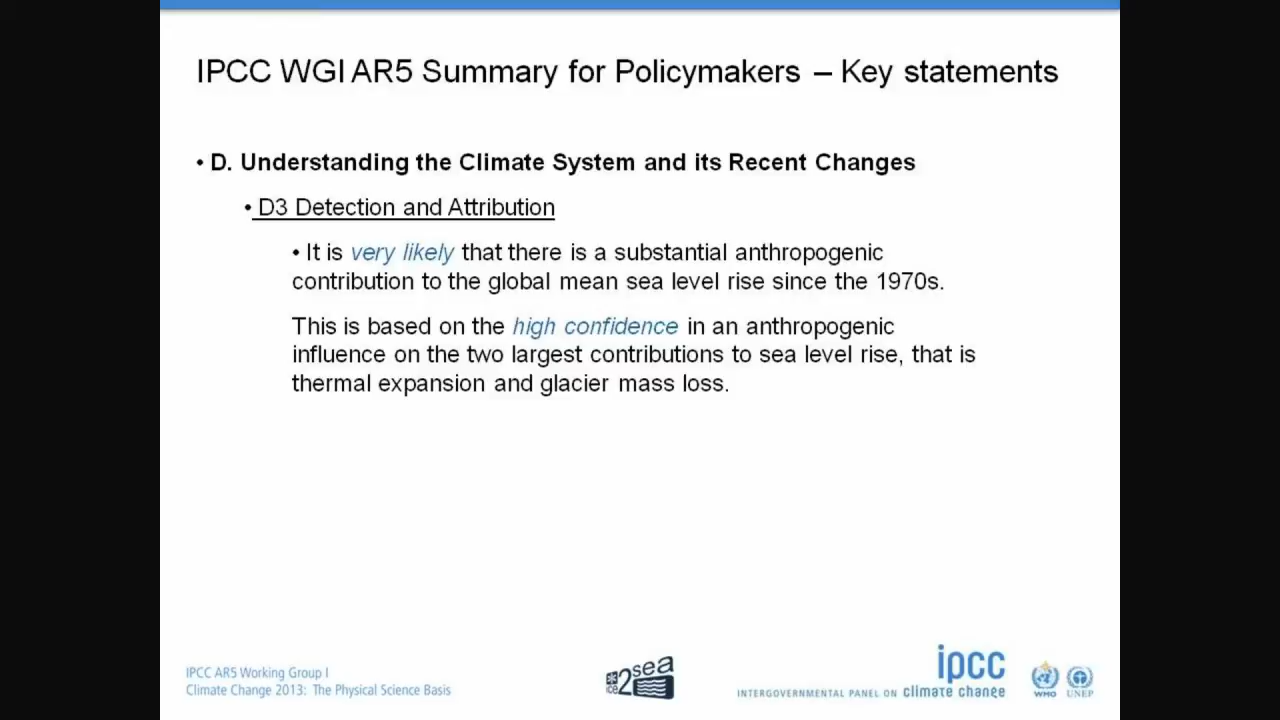 IPCC WGI AR5 Summary for Policymakers – Key statements
• D. Understanding the Climate System and its Recent Changes
• D3 Detection and Attribution
• It is very likely that there is a substantial anthropogenic
contribution to the global mean sea level rise since the 1970s.
This is based on the high confidence in an anthropogenic
influence on the two largest contributions to sea level rise, that is
thermal expansion and glacier mass loss.
IPCC AR5 Working Group I
Climate Change 2013: The Physical Science Basis
ice2sea
ipcc
INTERGOVERNMENTAL PANEL ON climate change
WMO
UNEP